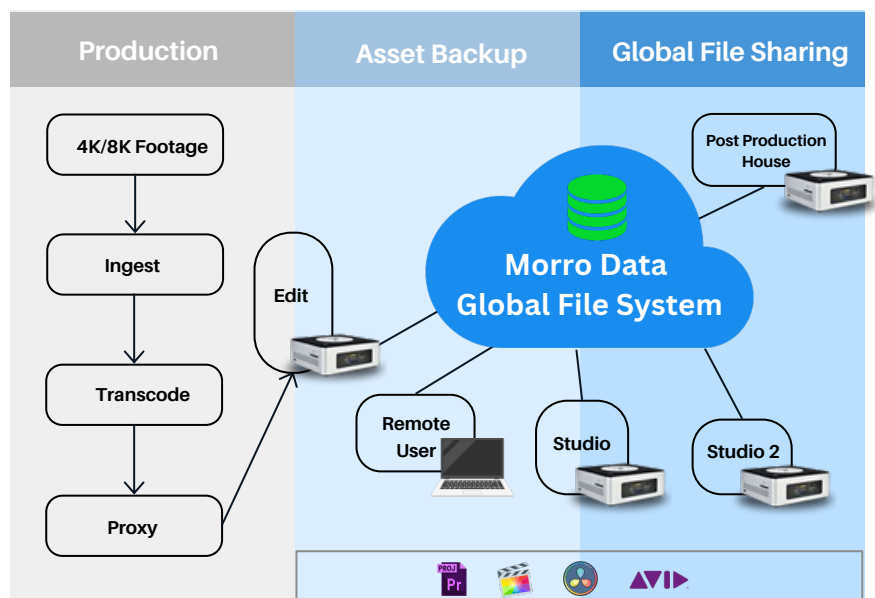 Production
Asset Backup
Global File Sharing
4K/8K Footage
Ingest
Transcode
Proxy
Edit
Morro Data
Global File System
Post Production
House
Remote
User
Studio
Studio 2
PROJ
Pr
AVID